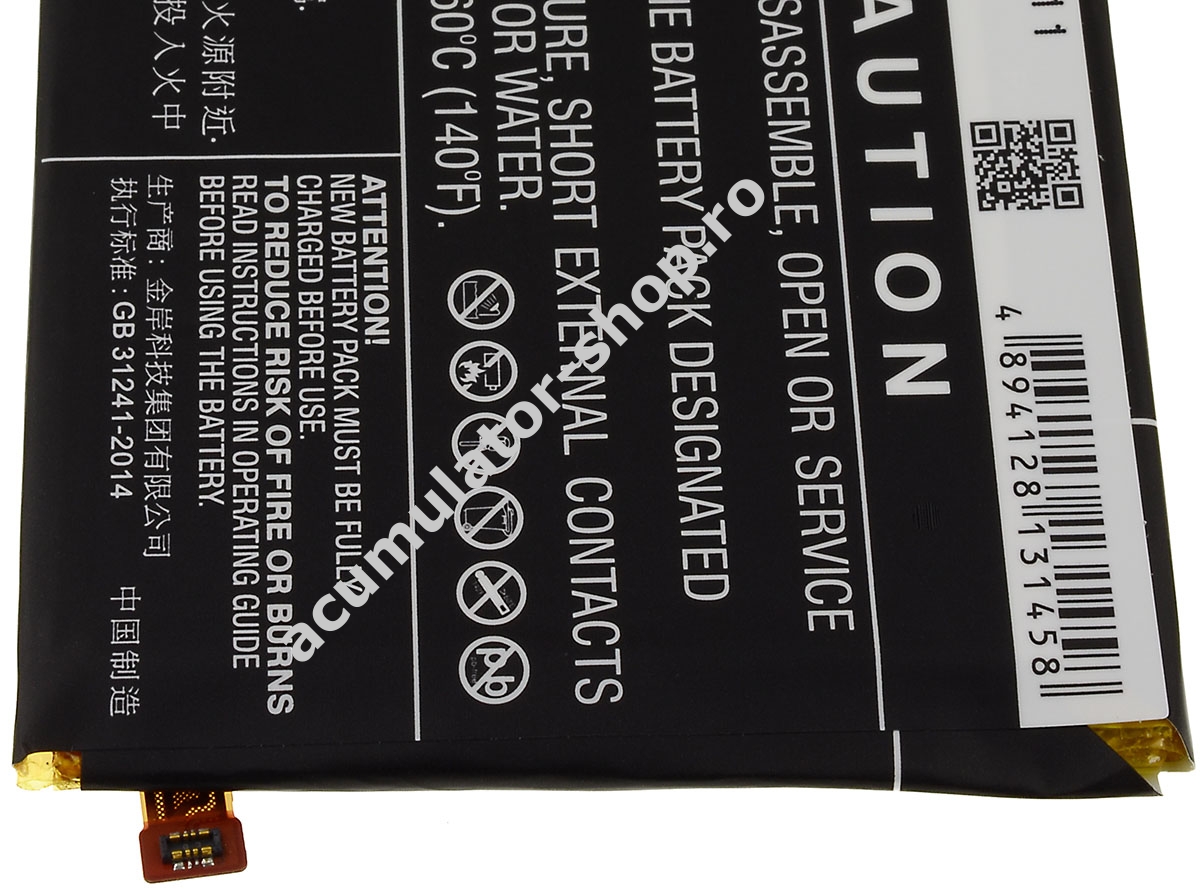 11
4 894128 131458
AUTION
SASSEMBLE, OPEN OR SERVICE
BATTERY PACK DESIGNATED
URE, SHORT EXTERNAL CONTACTS
OR WATER.
60°C (140°F).
Pb
ATTENTION!
NEW BATTERY PACK MUST BE FULLY
CHARGED BEFORE USE.
TO REDUCE RISK OF FIRE OR BURNS
READ INSTRUCTIONS IN OPERATING GUIDE
BEFORE USING THE BATTERY.
生产商: 金岸科技集团有限公司
执行标准: GB 31241-2014 中国制造
火源附近.
投入火中
acumulator-shop.ro